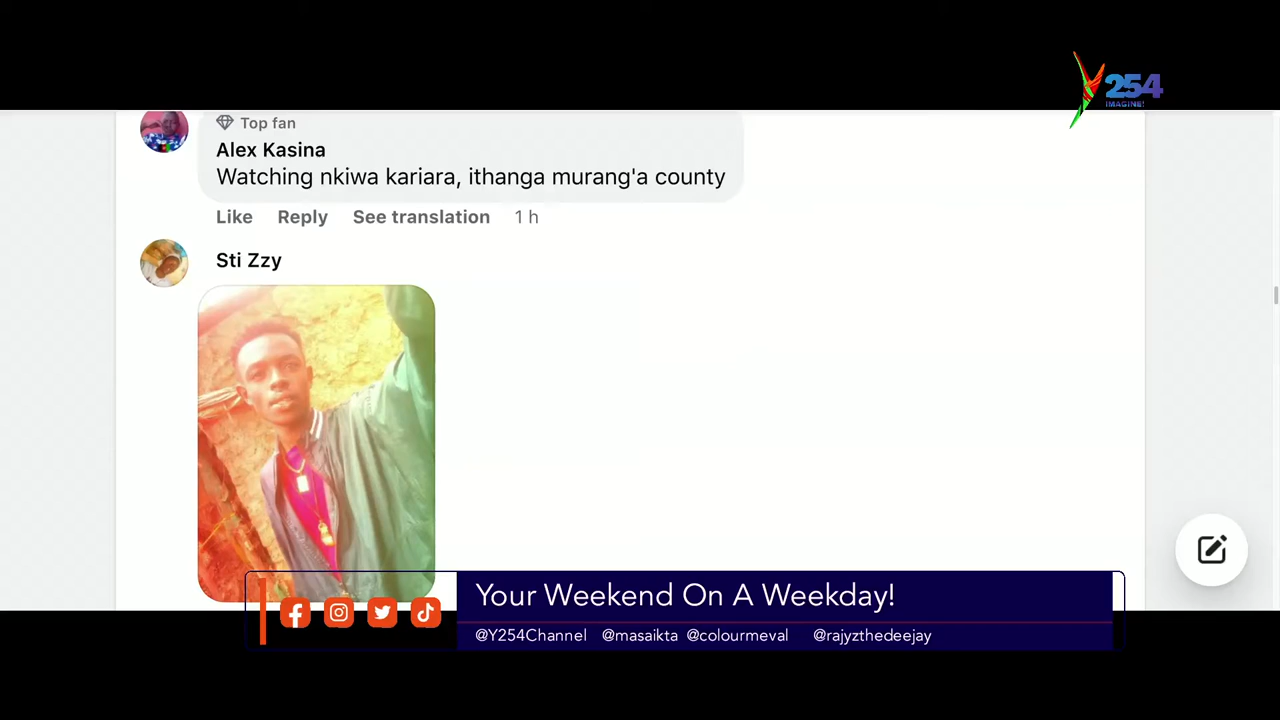 254
IMAGINE!
Top fan
Alex Kasina
Watching nkiwa kariara, ithanga murang'a county
Like Reply See translation 1 h
Sti Zzy
Your Weekend On A Weekday!
@Y254Channel @masaikta @colourmeval @rajyzthedeejay